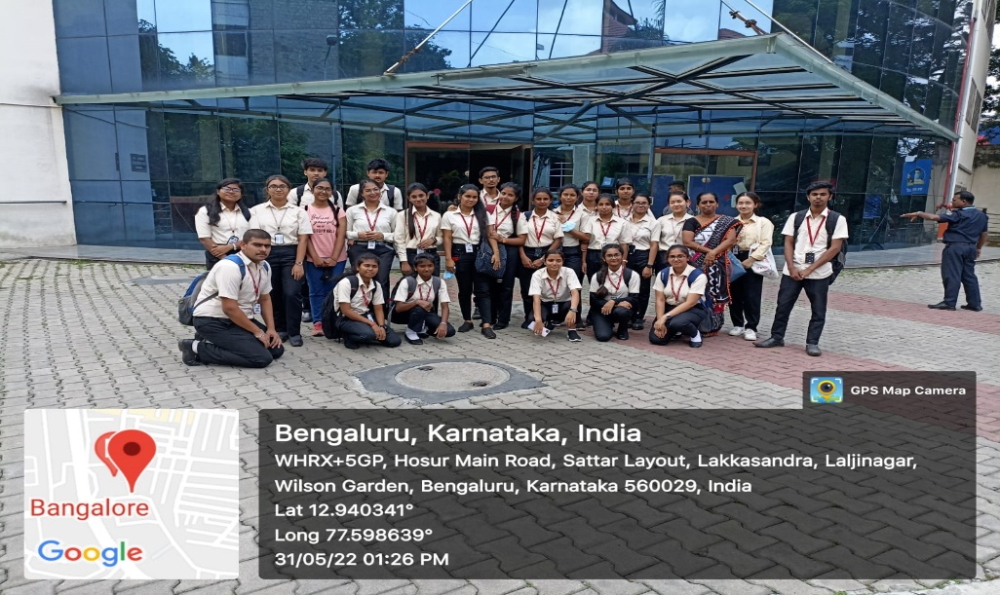 GPS Map Camera
Bengaluru, Karnataka, India
WHRX+5GP, Hosur Main Road, Sattar Layout, Lakkasandra, Laljinagar,
Wilson Garden, Bengaluru, Karnataka 560029, India
Lat 12.940341°
Long 77.598639°
31/05/22 01:26 PM
Bangalore
Google